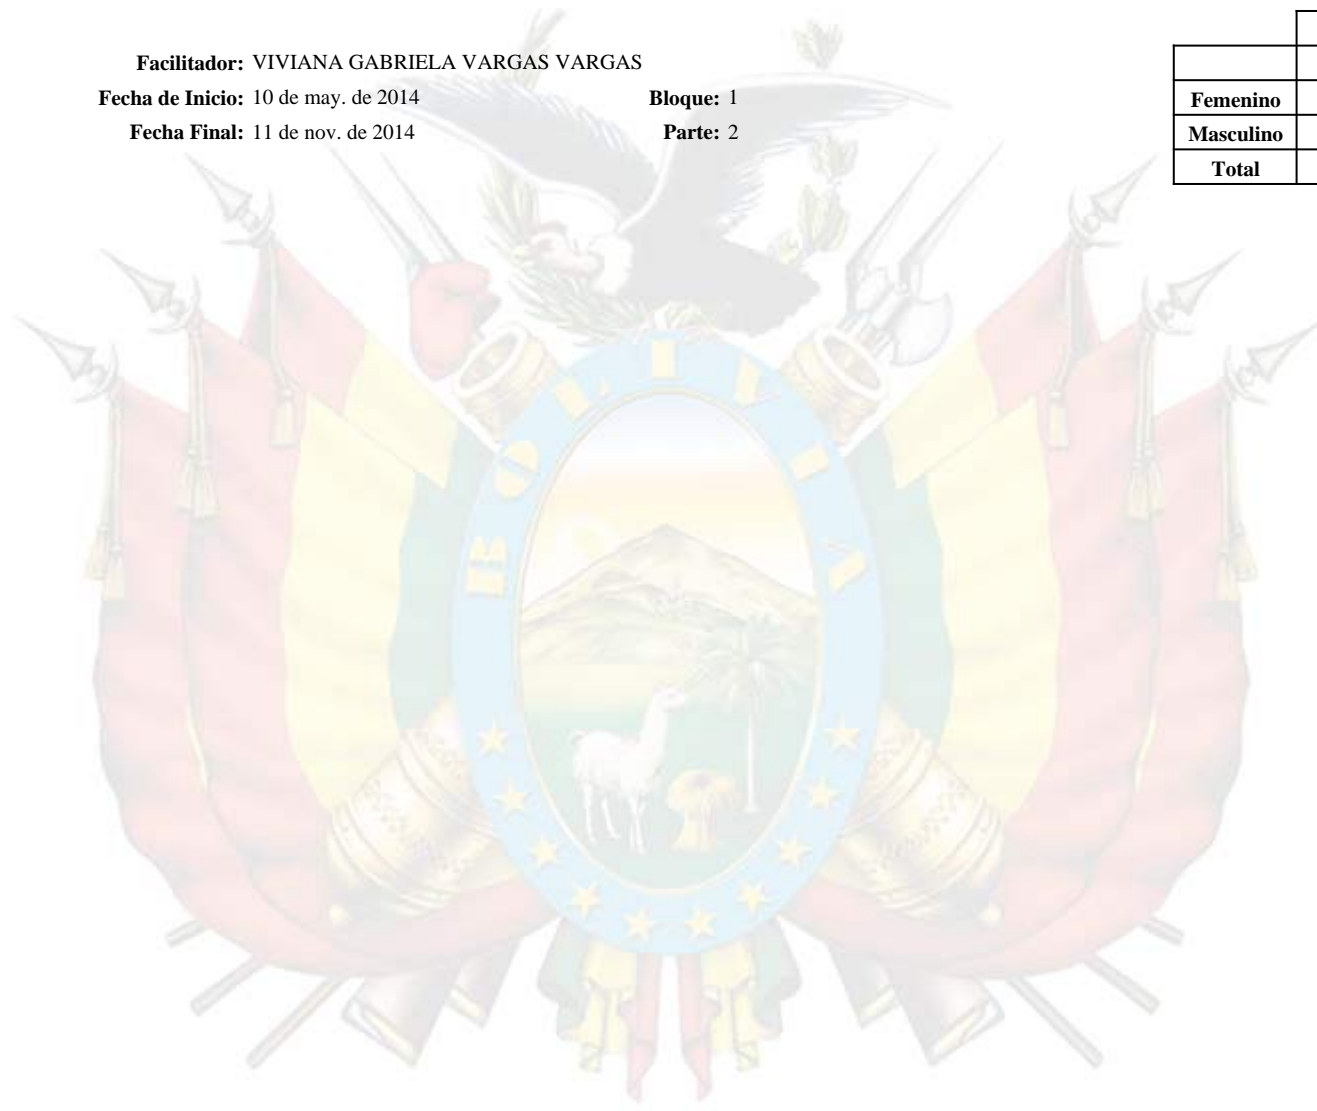 Facilitador: VIVIANA GABRIELA VARGAS VARGAS
Fecha de Inicio: 10 de may. de 2014 Bloque: 1
Fecha Final: 11 de nov. de 2014 Parte: 2
Femenino
Masculino
Total
BOLIVIA